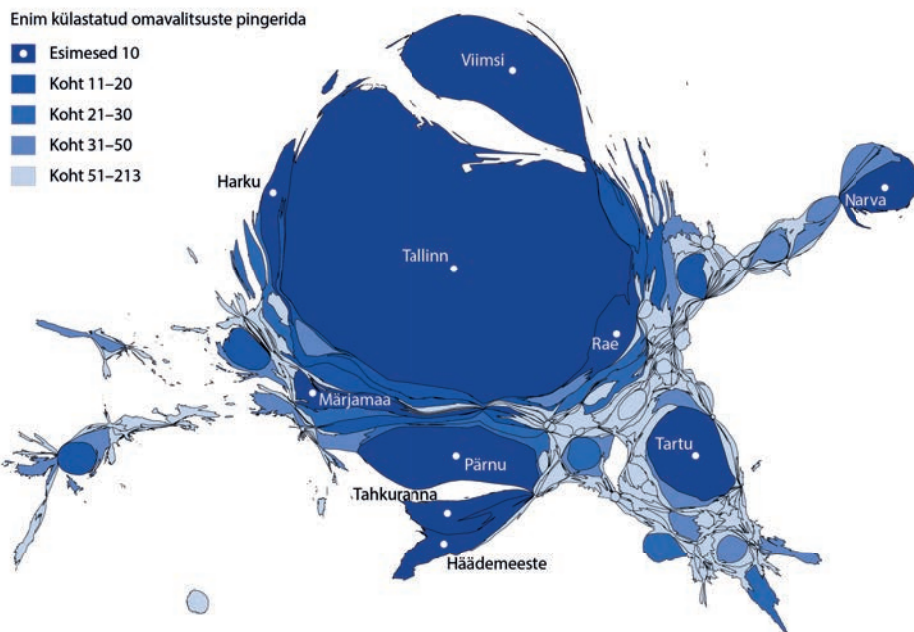 Enim külastatud omavalitsuste pingerida
Esimesed 10
Koht 11–20
Koht 21–30
Koht 31–50
Koht 51–213
Viimsi
Harku
Narva
Tallinn
Rae
Märjamaa
Tartu
Pärnu
Tahkuranna
Häädemeeste